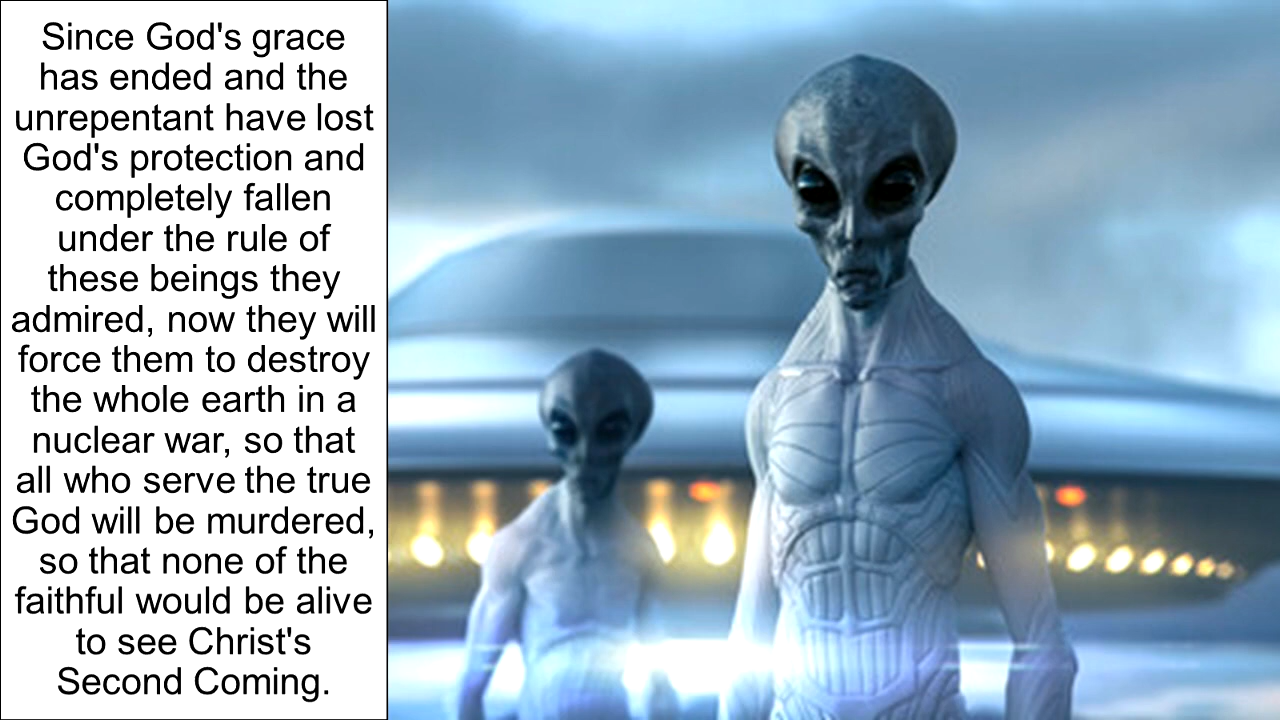 Since God's grace
has ended and the
unrepentant have lost
God's protection and
completely fallen
under the rule of
these beings they
admired, now they will
force them to destroy
the whole earth in a
nuclear war, so that
all who serve the true
God will be murdered,
so that none of the
faithful would be alive
to see Christ's
Second Coming.